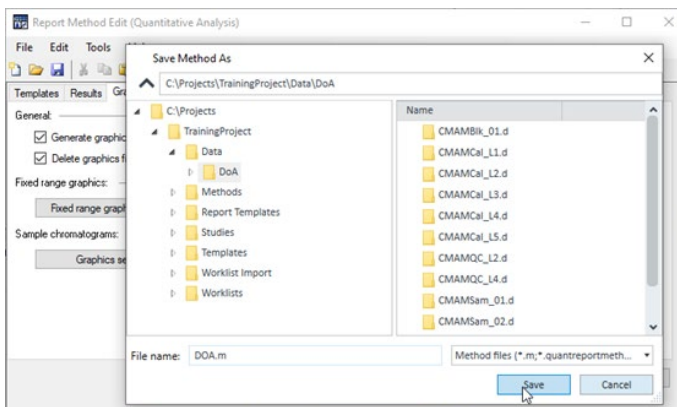 Report Method Edit (Quantitative Analysis)
File Edit Tools
Save Method As
C:\Projects\TrainingProject\Data\DoA
Templates Results
General:
Generate graphic
Delete graphics fi
Fixed range graphics:
Fixed range graph
Sample chromatograms:
Graphics se
C:\Projects
TrainingProject
Data
DoA
Methods
Report Templates
Studies
Templates
Worklist Import
Worklists
Name
CMAMBlk_01.d
CMAMCal_L1.d
CMAMCal_L2.d
CMAMCal_L3.d
CMAMCal_L4.d
CMAMCal_L5.d
CMAMQC_L2.d
CMAMQC_L4.d
CMAMSam_01.d
CMAMSam_02.d
File name: DOA.m
Method files (*.m;*.quantreportmeth...
Save Cancel